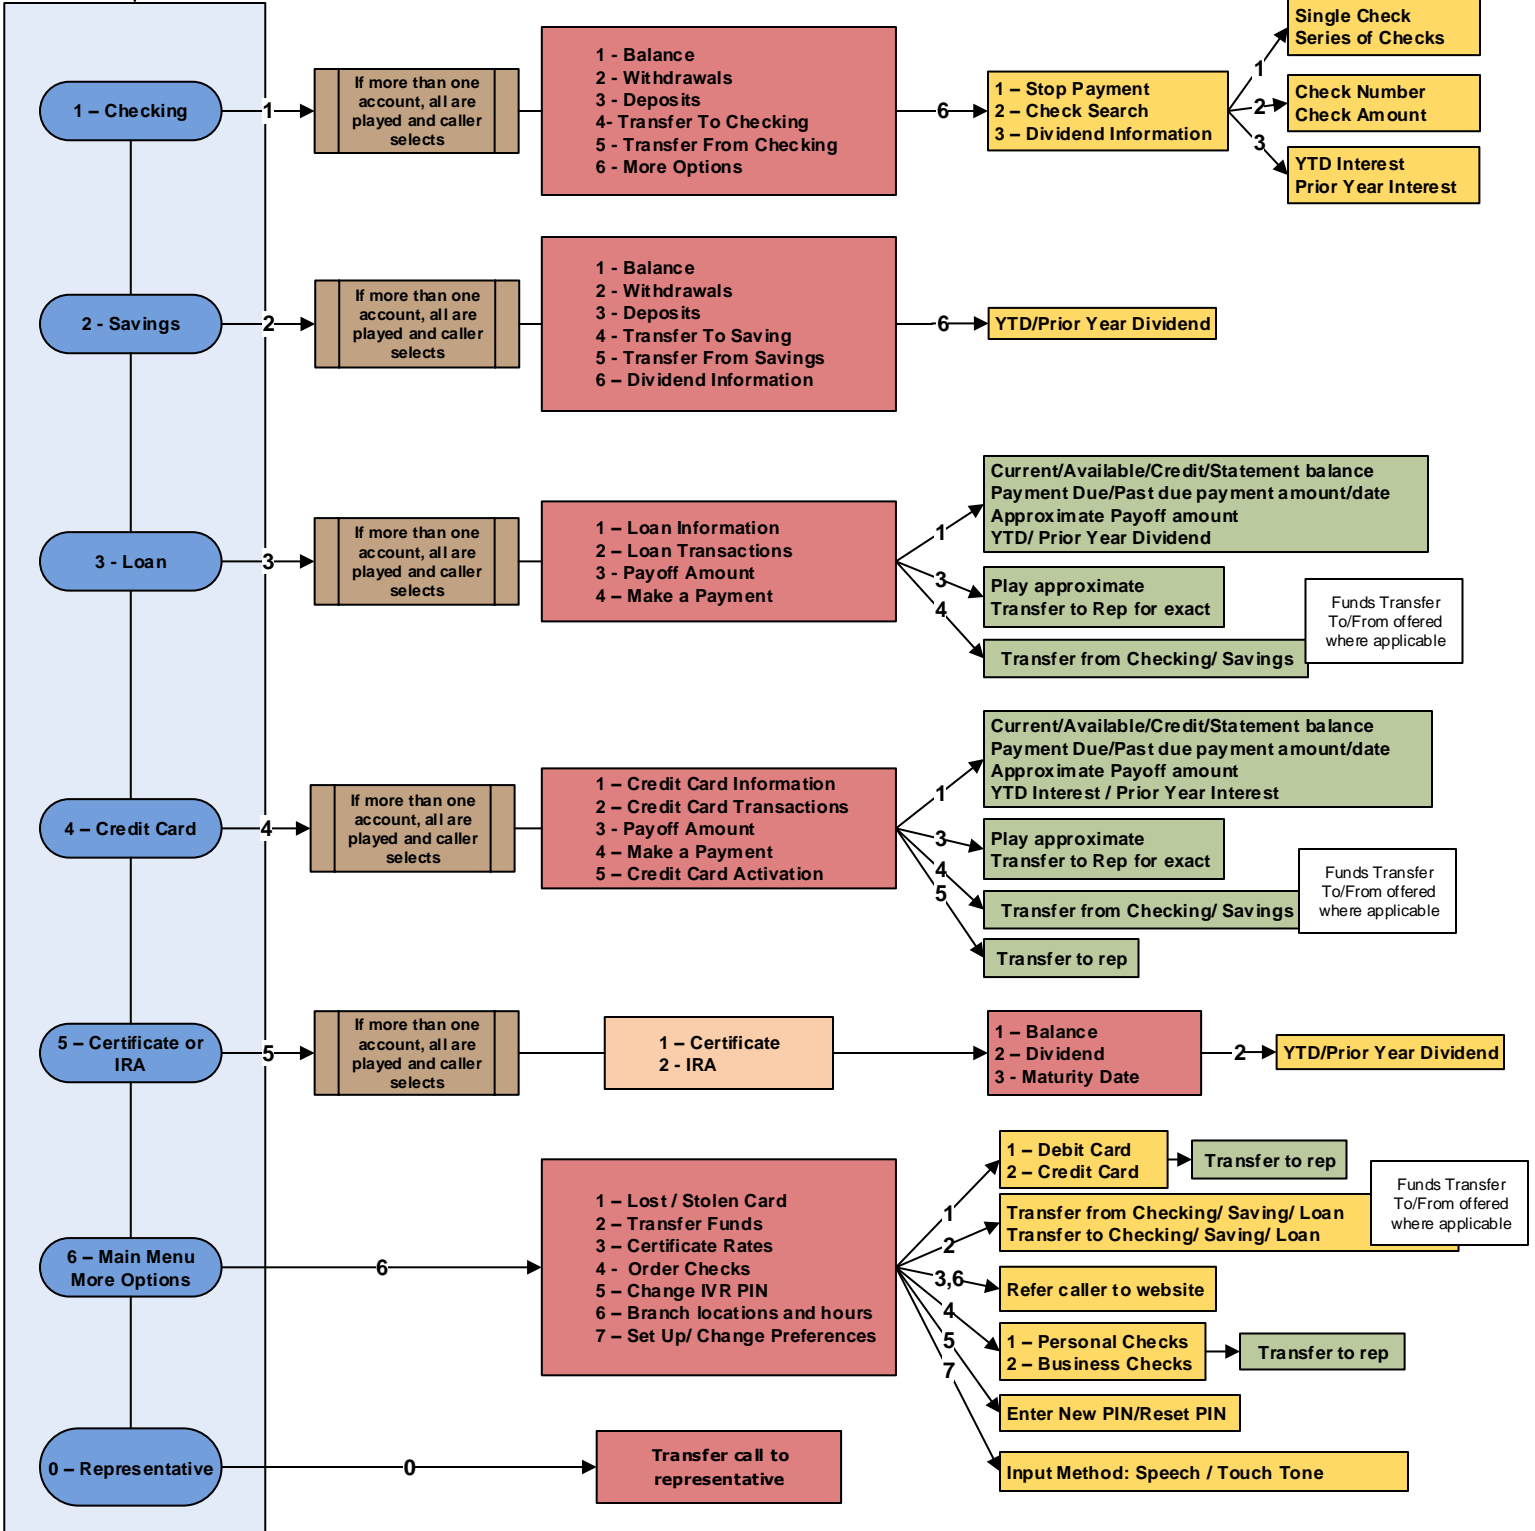 Single Check
Series of Checks
1 – Checking
1
If more than one
account, all are
played and caller
selects
1 - Balance
2 - Withdrawals
3 - Deposits
4- Transfer To Checking
5 - Transfer From Checking
6 - More Options
6
1 – Stop Payment
2 – Check Search
3 – Dividend Information
1
2
3
Check Number
Check Amount
YTD Interest
Prior Year Interest
2 - Savings
2
If more than one
account, all are
played and caller
selects
1 - Balance
2 - Withdrawals
3 - Deposits
4 - Transfer To Saving
5 - Transfer From Savings
6 – Dividend Information
6
YTD/Prior Year Dividend
3 - Loan
3
If more than one
account, all are
played and caller
selects
1 – Loan Information
2 – Loan Transactions
3 - Payoff Amount
4 – Make a Payment
1
3
4
Current/Available/Credit/Statement balance
Payment Due/Past due payment amount/date
Approximate Payoff amount
YTD/ Prior Year Dividend
Play approximate
Transfer to Rep for exact
Transfer from Checking/ Savings
Funds Transfer
To/From offered
where applicable
4 – Credit Card
4
If more than one
account, all are
played and caller
selects
1 – Credit Card Information
2 – Credit Card Transactions
3 - Payoff Amount
4 – Make a Payment
5 – Credit Card Activation
1
3
4
5
Current/Available/Credit/Statement balance
Payment Due/Past due payment amount/date
Approximate Payoff amount
YTD Interest / Prior Year Interest
Play approximate
Transfer to Rep for exact
Transfer from Checking/ Savings
Funds Transfer
To/From offered
where applicable
Transfer to rep
5 – Certificate or
IRA
5
If more than one
account, all are
played and caller
selects
1 – Certificate
2 - IRA
1 – Balance
2 – Dividend
3 - Maturity Date
2
YTD/Prior Year Dividend
6 – Main Menu
More Options
6
1 – Lost / Stolen Card
2 – Transfer Funds
3 – Certificate Rates
4 - Order Checks
5 – Change IVR PIN
6 – Branch locations and hours
7 – Set Up/ Change Preferences
1
2
3,6
4
5
7
1 – Debit Card
2 – Credit Card
Transfer to rep
Transfer from Checking/ Saving/ Loan
Transfer to Checking/ Saving/ Loan
Funds Transfer
To/From offered
where applicable
Refer caller to website
1 – Personal Checks
2 – Business Checks
Transfer to rep
Enter New PIN/Reset PIN
Input Method: Speech / Touch Tone
0 – Representative
0
Transfer call to
representative